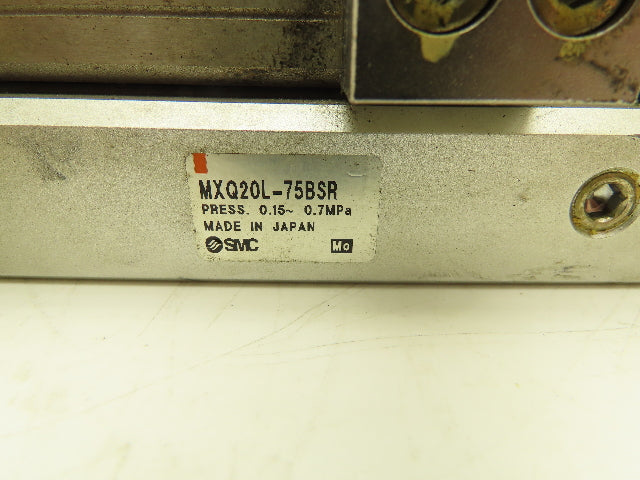 MXQ20L-75BSR
PRESS. 0.15~ 0.7MPa
MADE IN JAPAN
SMC Mo